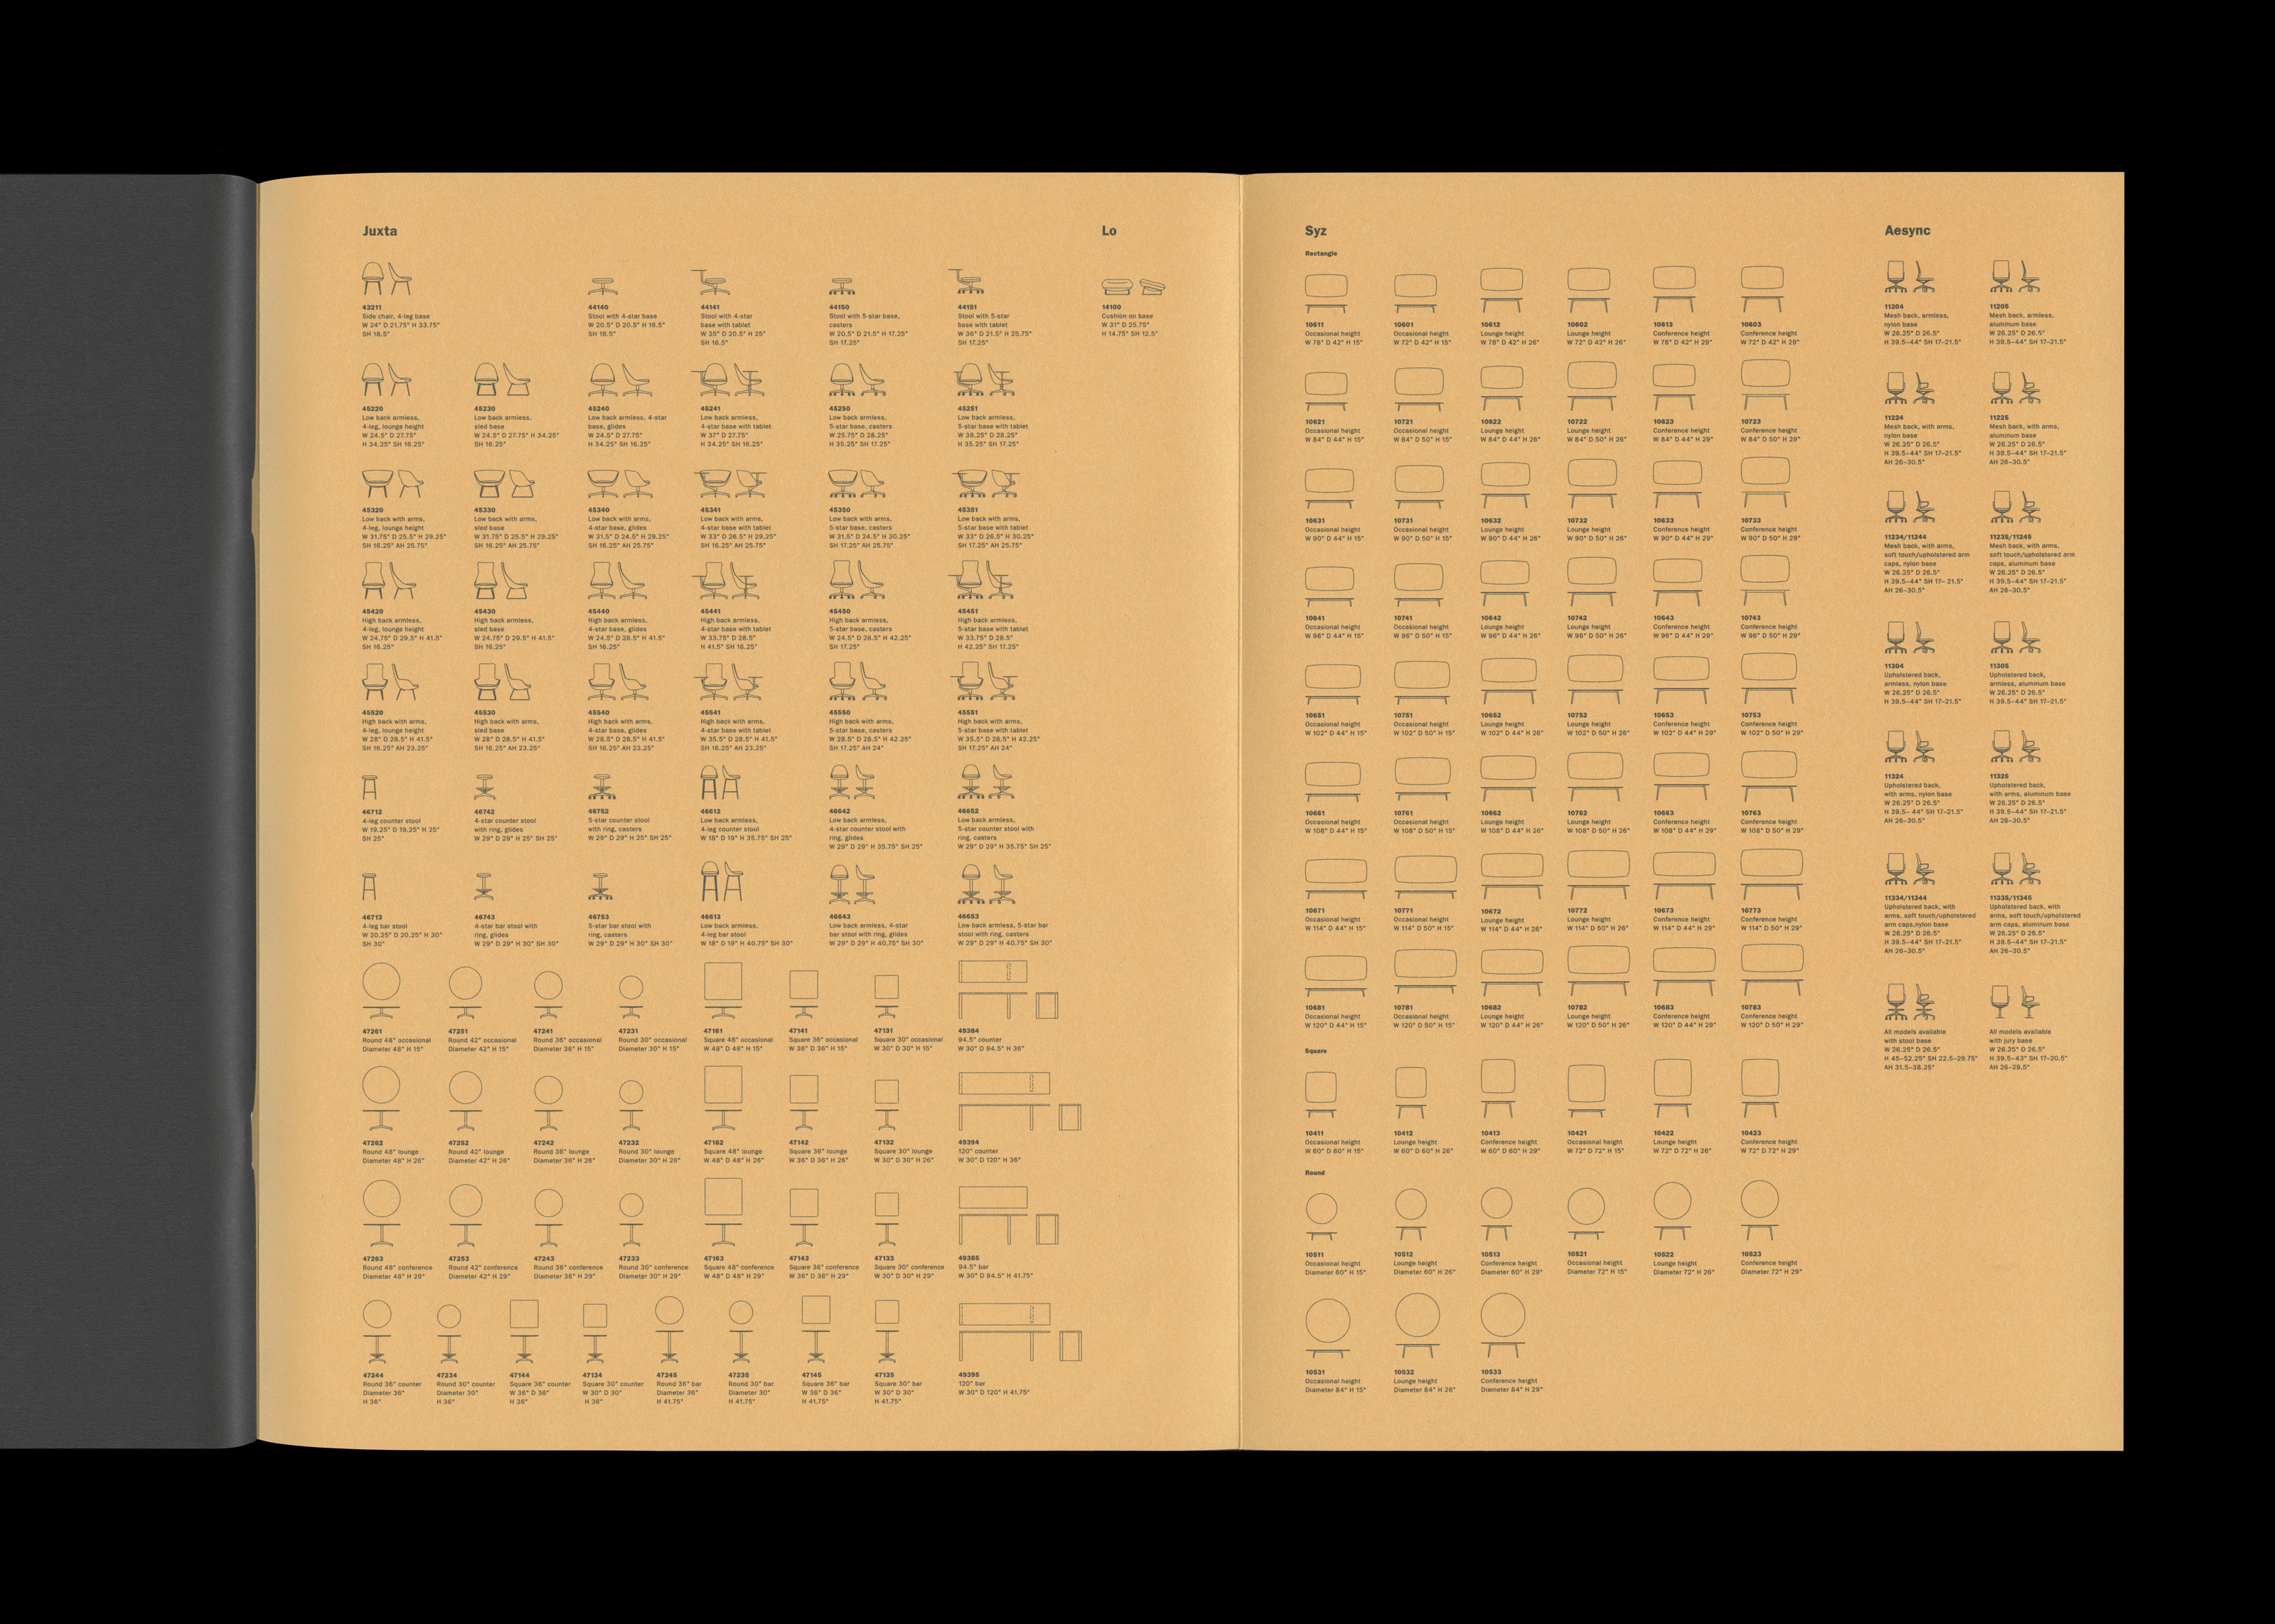 Juxta
43211
Side chair, 4-leg base
W 24" D 21.75" H 33.75"
SH 18.5"
44140
Stool with 4-star base
W 20.5" D 20.5" H 16.5"
SH 16.5"
44141
Stool with 4-star
base with tablet
W 35" D 20.5" H 25"
SH 16.5"
44150
Stool with 5-star base,
casters
W 20.5" D 21.5" H 17.25"
SH 17.25"
44151
Stool with 5-star
base with tablet
W 36" D 21.5" H 25.75"
SH 17.25"
45220
Low back armless,
4-leg, lounge height
W 24.5" D 27.75"
H 34.25" SH 16.25"
45230
Low back armless,
sled base
W 24.5" D 27.75" H 34.25"
SH 16.25"
45240
Low back armless, 4-star
base, glides
W 24.5" D 27.75"
H 34.25" SH 16.25"
45241
Low back armless,
4-star base with tablet
W 37" D 27.75"
H 34.25" SH 16.25"
45250
Low back armless,
5-star base, casters
W 25.75" D 28.25"
H 35.25" SH 17.25"
45251
Low back armless,
5-star base with tablet
W 38.25" D 28.25"
H 35.25" SH 17.25"
45320
Low back with arms,
4-leg, lounge height
W 31.75" D 25.5" H 29.25"
SH 16.25" AH 25.75"
45330
Low back with arms,
sled base
W 31.75" D 25.5" H 29.25"
SH 16.25" AH 25.75"
45340
Low back with arms,
4-star base, glides
W 31.5" D 24.5" H 29.25"
SH 16.25" AH 25.75"
45341
Low back with arms,
4-star base with tablet
W 33" D 26.5" H 29.25"
SH 16.25" AH 25.75"
45350
Low back with arms,
5-star base, casters
W 31.5" D 24.5" H 30.25"
SH 17.25" AH 25.75"
45351
Low back with arms,
5-star base with tablet
W 33" D 26.5" H 30.25"
SH 17.25" AH 25.75"
45420
High back armless,
4-leg, lounge height
W 24.75" D 29.5" H 41.5"
SH 16.25"
45430
High back armless,
sled base
W 24.75" D 29.5" H 41.5"
SH 16.25"
45440
High back armless,
4-star base, glides
W 24.5" D 28.5" H 41.5"
SH 16.25"
45441
High back armless,
4-star base with tablet
W 33.75" D 28.5"
H 41.5" SH 16.25"
45450
High back armless,
5-star base, casters
W 24.5" D 28.5" H 42.25"
SH 17.25"
45451
High back armless,
5-star base with tablet
W 33.75" D 28.5"
H 42.25" SH 17.25"
45520
High back with arms,
4-leg, lounge height
W 28" D 28.5" H 41.5"
SH 16.25" AH 23.25"
45530
High back with arms,
sled base
W 28" D 28.5" H 41.5"
SH 16.25" AH 23.25"
45540
High back with arms,
4-star base, glides
W 28.5" D 28.5" H 41.5"
SH 16.25" AH 23.25"
45541
High back with arms,
4-star base with tablet
W 35.5" D 28.5" H 41.5"
SH 16.25" AH 23.25"
45550
High back with arms,
5-star base, casters
W 28.5" D 28.5" H 42.25"
SH 17.25" AH 24"
45551
High back with arms,
5-star base with tablet
W 35.5" D 28.5" H 42.25"
SH 17.25" AH 24"
46712
4-leg counter stool
W 19.25" D 19.25" H 25"
SH 25"
46742
4-star counter stool
with ring, glides
W 29" D 29" H 25" SH 25"
46752
5-star counter stool
with ring, casters
W 29" D 29" H 25" SH 25"
46612
Low back armless,
4-leg counter stool
W 18" D 19" H 35.75" SH 25"
46642
Low back armless,
4-star counter stool with
ring, glides
W 29" D 29" H 35.75" SH 25"
46652
Low back armless,
5-star counter stool with
ring, casters
W 29" D 29" H 35.75" SH 25"
46713
4-leg bar stool
W 20.25" D 20.25" H 30"
SH 30"
46743
4-star bar stool with
ring, glides
W 29" D 29" H 30" SH 30"
46753
5-star bar stool with
ring, casters
W 29" D 29" H 30" SH 30"
46613
Low back armless,
4-leg bar stool
W 18" D 19" H 40.75" SH 30"
46643
Low back armless, 4-star
bar stool with ring, glides
W 29" D 29" H 40.75" SH 30"
46653
Low back armless, 5-star bar
stool with ring, casters
W 29" D 29" H 40.75" SH 30"
47261
Round 48" occasional
Diameter 48" H 15"
47251
Round 42" occasional
Diameter 42" H 15"
47241
Round 36" occasional
Diameter 36" H 15"
47231
Round 30" occasional
Diameter 30" H 15"
47161
Square 48" occasional
W 48" D 48" H 15"
47141
Square 36" occasional
W 36" D 36" H 15"
47131
Square 30" occasional
W 30" D 30" H 15"
49384
94.5" counter
W 30" D 94.5" H 36"
47262
Round 48" lounge
Diameter 48" H 26"
47252
Round 42" lounge
Diameter 42" H 26"
47242
Round 36" lounge
Diameter 36" H 26"
47232
Round 30" lounge
Diameter 30" H 26"
47162
Square 48" lounge
W 48" D 48" H 26"
47142
Square 36" lounge
W 36" D 36" H 26"
47132
Square 30" lounge
W 30" D 30" H 26"
49394
120" counter
W 30" D 120" H 36"
47263
Round 48" conference
Diameter 48" H 29"
47253
Round 42" conference
Diameter 42" H 29"
47243
Round 36" conference
Diameter 36" H 29"
47233
Round 30" conference
Diameter 30" H 29"
47163
Square 48" conference
W 48" D 48" H 29"
47143
Square 36" conference
W 36" D 36" H 29"
47133
Square 30" conference
W 30" D 30" H 29"
49385
94.5" bar
W 30" D 94.5" H 41.75"
47244
Round 36" counter
Diameter 36"
H 36"
47234
Round 30" counter
Diameter 30"
H 36"
47144
Square 36" counter
W 36" D 36"
H 36"
47134
Square 30" counter
W 30" D 30"
H 36"
47245
Round 36" bar
Diameter 36"
H 41.75"
47235
Round 30" bar
Diameter 30"
H 41.75"
47145
Square 36" bar
W 36" D 36"
H 41.75"
47135
Square 30" bar
W 30" D 30"
H 41.75"
49395
120" bar
W 30" D 120" H 41.75"
Lo
14100
Cushion on base
W 31" D 25.75"
H 14.75" SH 12.5"
Syz
Rectangle
10611
Occasional height
W 78" D 42" H 15"
10601
Occasional height
W 72" D 42" H 15"
10612
Lounge height
W 78" D 42" H 26"
10602
Lounge height
W 72" D 42" H 26"
10613
Conference height
W 78" D 42" H 29"
10603
Conference height
W 72" D 42" H 29"
10621
Occasional height
W 84" D 44" H 15"
10721
Occasional height
W 84" D 50" H 15"
10622
Lounge height
W 84" D 44" H 26"
10722
Lounge height
W 84" D 50" H 26"
10623
Conference height
W 84" D 44" H 29"
10723
Conference height
W 84" D 50" H 29"
10631
Occasional height
W 90" D 44" H 15"
10731
Occasional height
W 90" D 50" H 15"
10632
Lounge height
W 90" D 44" H 26"
10732
Lounge height
W 90" D 50" H 26"
10633
Conference height
W 90" D 44" H 29"
10733
Conference height
W 90" D 50" H 29"
10641
Occasional height
W 96" D 44" H 15"
10741
Occasional height
W 96" D 50" H 15"
10642
Lounge height
W 96" D 44" H 26"
10742
Lounge height
W 96" D 50" H 26"
10643
Conference height
W 96" D 44" H 29"
10743
Conference height
W 96" D 50" H 29"
10651
Occasional height
W 102" D 44" H 15"
10751
Occasional height
W 102" D 50" H 15"
10652
Lounge height
W 102" D 44" H 26"
10752
Lounge height
W 102" D 50" H 26"
10653
Conference height
W 102" D 44" H 29"
10753
Conference height
W 102" D 50" H 29"
10661
Occasional height
W 108" D 44" H 15"
10761
Occasional height
W 108" D 50" H 15"
10662
Lounge height
W 108" D 44" H 26"
10762
Lounge height
W 108" D 50" H 26"
10663
Conference height
W 108" D 44" H 29"
10763
Conference height
W 108" D 50" H 29"
10671
Occasional height
W 114" D 44" H 15"
10771
Occasional height
W 114" D 50" H 15"
10672
Lounge height
W 114" D 44" H 26"
10772
Lounge height
W 114" D 50" H 26"
10673
Conference height
W 114" D 44" H 29"
10773
Conference height
W 114" D 50" H 29"
10681
Occasional height
W 120" D 44" H 15"
10781
Occasional height
W 120" D 50" H 15"
10682
Lounge height
W 120" D 44" H 26"
10782
Lounge height
W 120" D 50" H 26"
10683
Conference height
W 120" D 44" H 29"
10783
Conference height
W 120" D 50" H 29"
Square
10411
Occasional height
W 60" D 60" H 15"
10412
Lounge height
W 60" D 60" H 26"
10413
Conference height
W 60" D 60" H 29"
10421
Occasional height
W 72" D 72" H 15"
10422
Lounge height
W 72" D 72" H 26"
10423
Conference height
W 72" D 72" H 29"
Round
10511
Occasional height
Diameter 60" H 15"
10512
Lounge height
Diameter 60" H 26"
10513
Conference height
Diameter 60" H 29"
10521
Occasional height
Diameter 72" H 15"
10522
Lounge height
Diameter 72" H 26"
10523
Conference height
Diameter 72" H 29"
10531
Occasional height
Diameter 84" H 15"
10532
Lounge height
Diameter 84" H 26"
10533
Conference height
Diameter 84" H 29"
Aesync
11204
Mesh back, armless,
nylon base
W 26.25" D 26.5"
H 39.5–44" SH 17–21.5"
11205
Mesh back, armless,
aluminum base
W 26.25" D 26.5"
H 39.5–44" SH 17–21.5"
11224
Mesh back, with arms,
nylon base
W 26.25" D 26.5"
H 39.5–44" SH 17–21.5"
AH 26–30.5"
11225
Mesh back, with arms,
aluminum base
W 26.25" D 26.5"
H 39.5–44" SH 17–21.5"
AH 26–30.5"
11234/11244
Mesh back, with arms,
soft touch/upholstered arm
caps, nylon base
W 26.25" D 26.5"
H 39.5–44" SH 17– 21.5"
AH 26–30.5"
11235/11245
Mesh back, with arms,
soft touch/upholstered arm
caps, aluminum base
W 26.25" D 26.5"
H 39.5–44" SH 17–21.5"
AH 26–30.5"
11304
Upholstered back,
armless, nylon base
W 26.25" D 26.5"
H 39.5–44" SH 17–21.5"
11305
Upholstered back,
armless, aluminum base
W 26.25" D 26.5"
H 39.5–44" SH 17–21.5"
11324
Upholstered back,
with arms, nylon base
W 26.25" D 26.5"
H 39.5– 44" SH 17–21.5"
AH 26–30.5"
11325
Upholstered back,
with arms, aluminum base
W 26.25" D 26.5"
H 39.5–44" SH 17–21.5"
AH 26–30.5"
11334/11344
Upholstered back, with
arms, soft touch/upholstered
arm caps,nylon base
W 26.25" D 26.5"
H 39.5–44" SH 17–21.5"
AH 26–30.5"
11335/11345
Upholstered back, with
arms, soft touch/upholstered
arm caps, aluminum base
W 26.25" D 26.5"
H 39.5–44" SH 17–21.5"
AH 26–30.5"
All models available
with stool base
W 26.25" D 26.5"
H 45–52.25" SH 22.5–29.75"
AH 31.5–38.25"
All models available
with jury base
W 26.25" D 26.5"
H 39.5–43" SH 17–20.5"
AH 26–29.5"